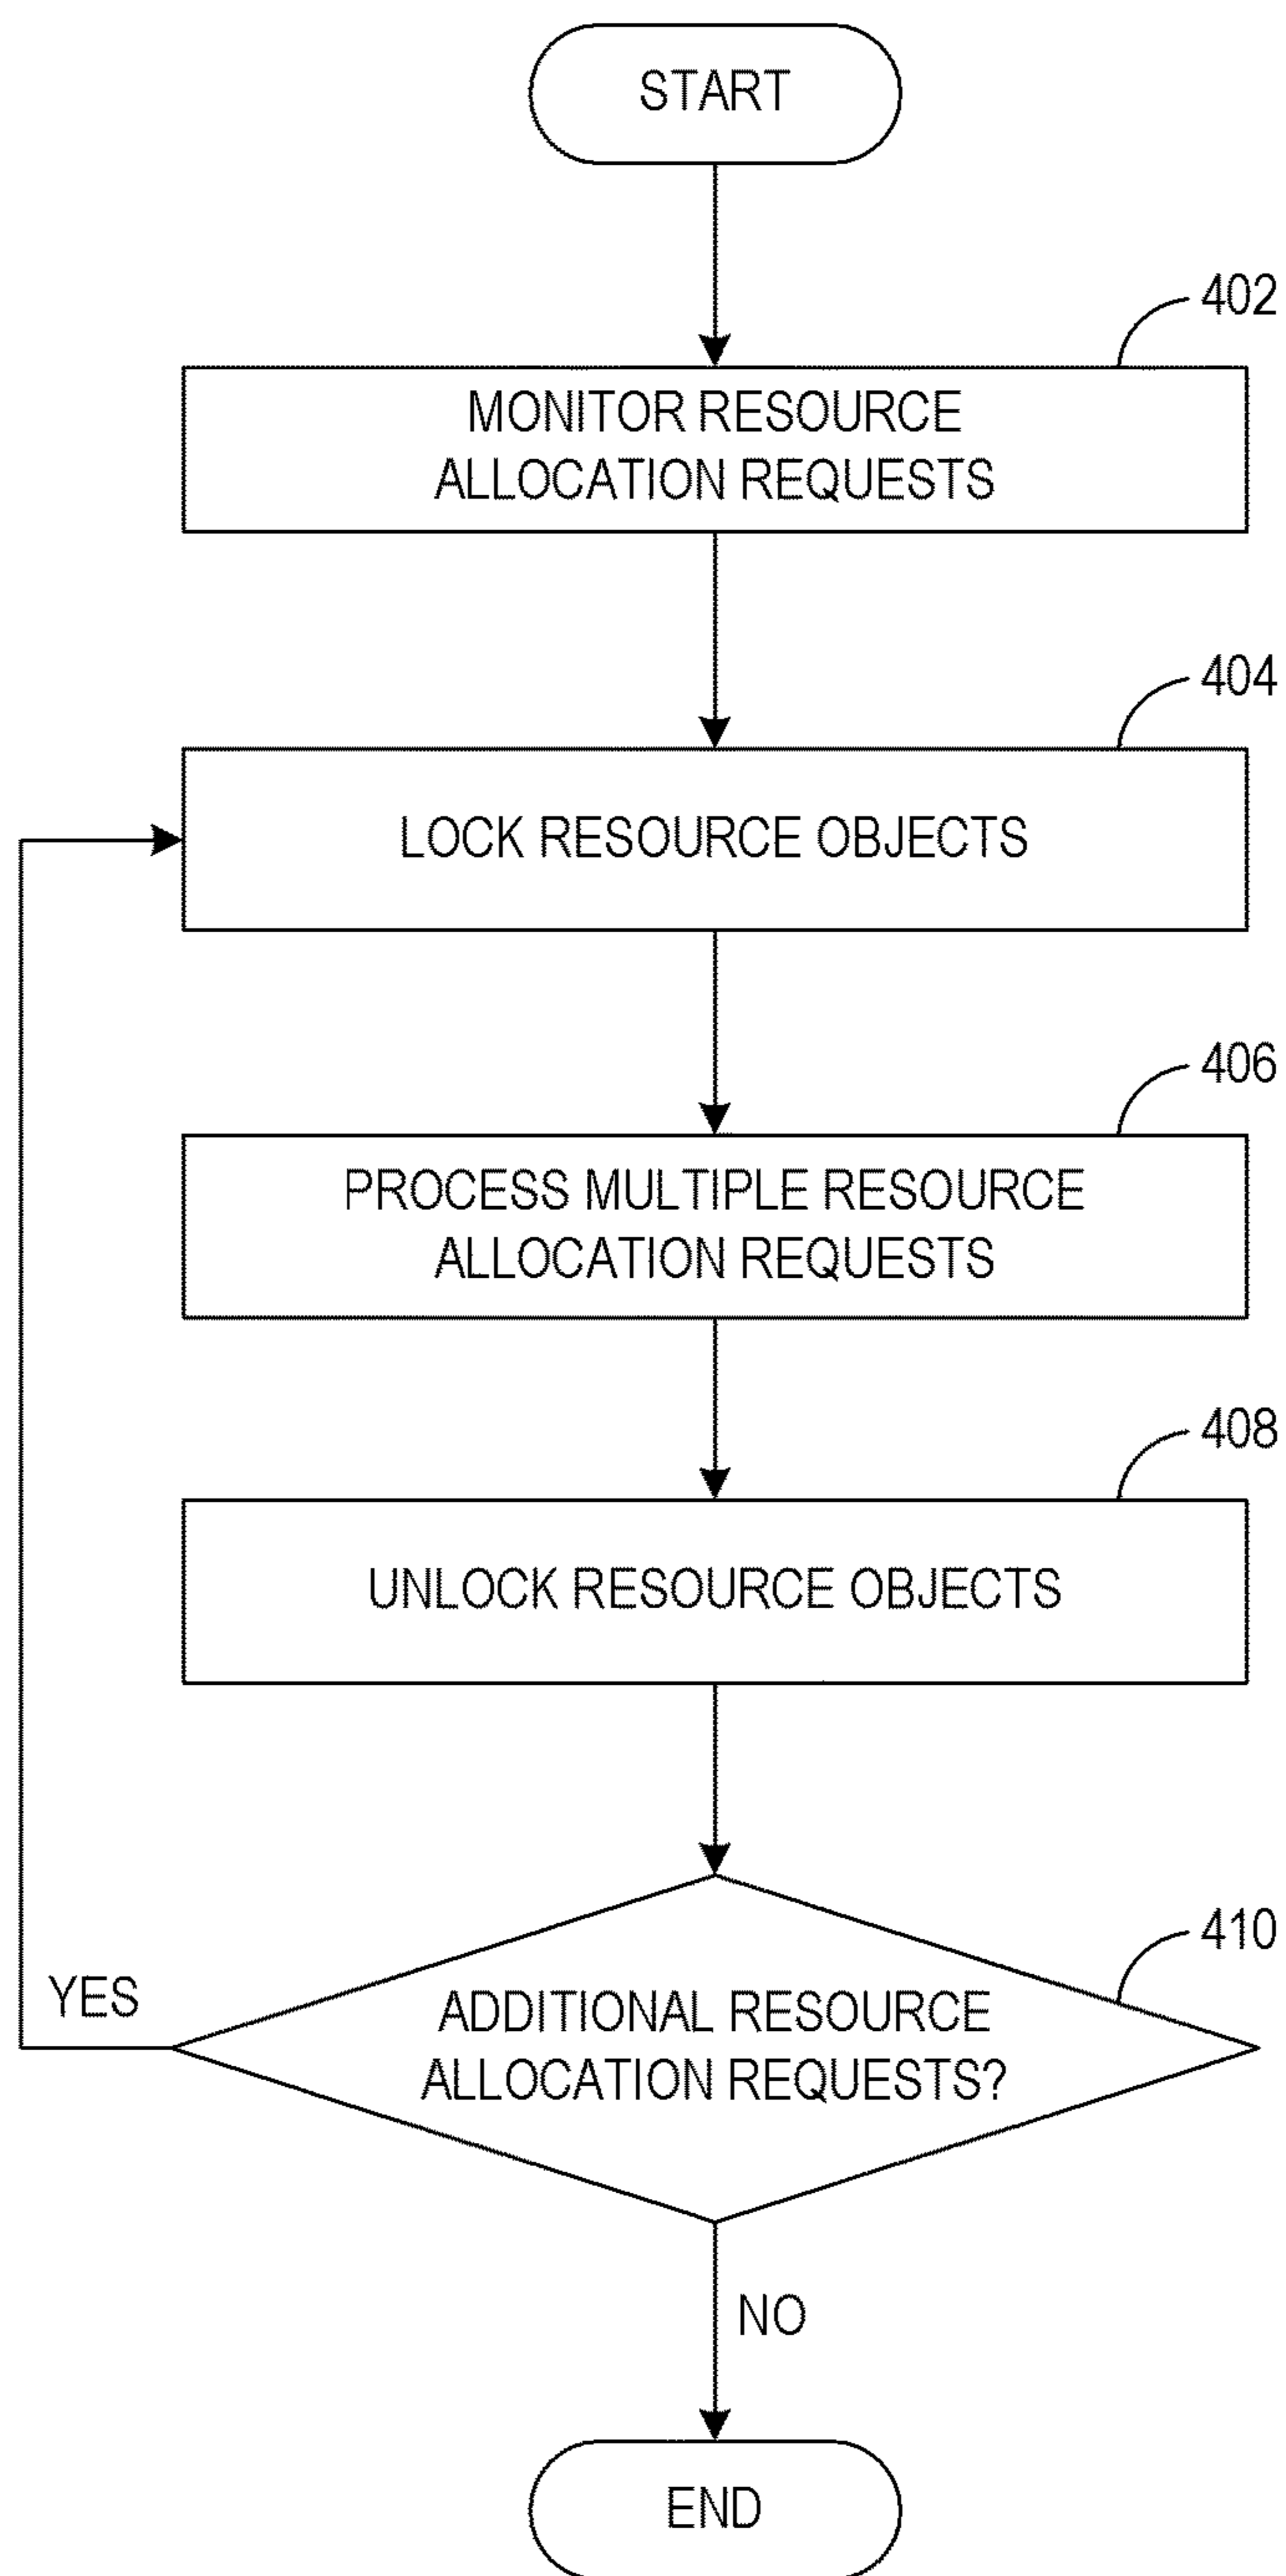 START
402
MONITOR RESOURCE
ALLOCATION REQUESTS
404
LOCK RESOURCE OBJECTS
406
PROCESS MULTIPLE RESOURCE
ALLOCATION REQUESTS
408
UNLOCK RESOURCE OBJECTS
410
YES
ADDITIONAL RESOURCE
ALLOCATION REQUESTS?
NO
END